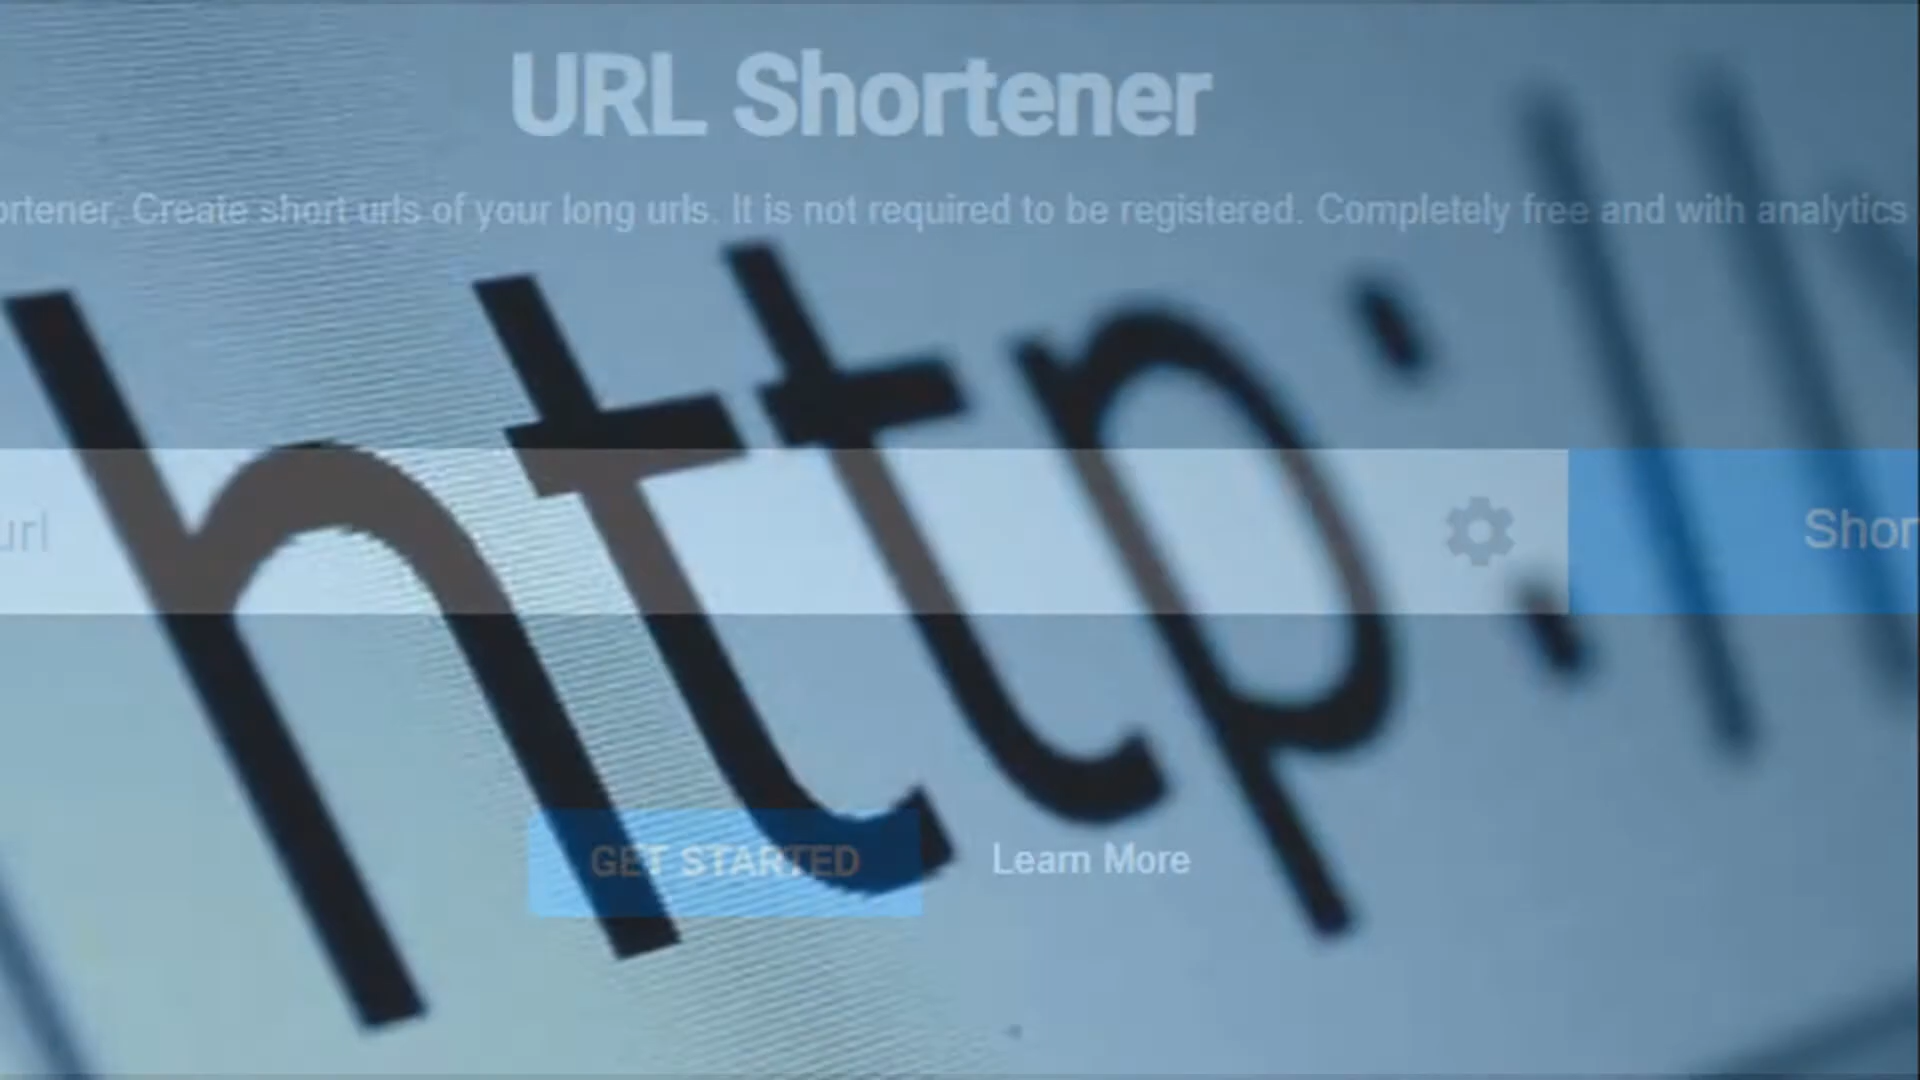 URL Shortener
ortener, Create short urls of your long urls. It is not required to be registered. Completely free and with analytics
http://
url
Shor
GET STARTED
Learn More